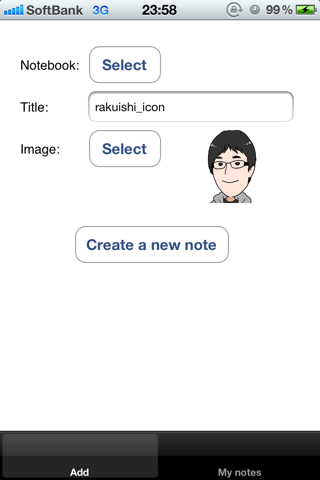 SoftBank 3G 23:58 99%
Notebook: Select
Title: rakuishi_icon
Image: Select
Create a new note
Add My notes